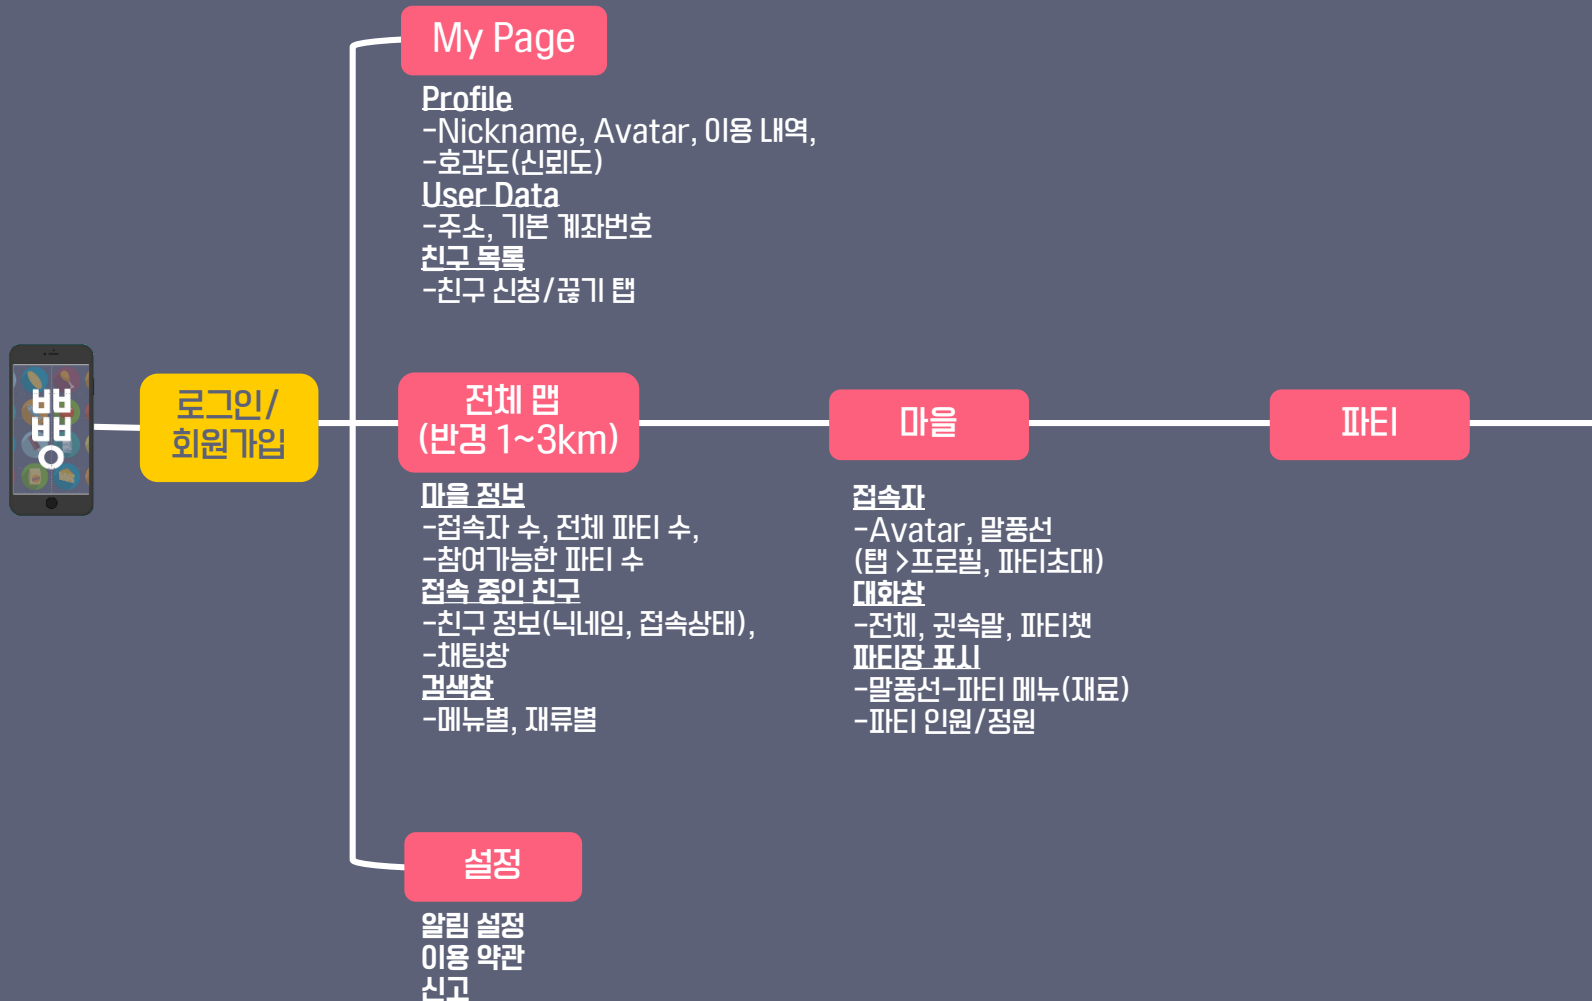 My Page
Profile
-Nickname, Avatar, 이용 내역,
-호감도(신뢰도)
User Data
-주소, 기본 계좌번호
친구 목록
-친구 신청/끊기 탭
빱
빵
로그인/
회원가입
전체 맵
(반경 1~3km)
마을 정보
-접속자 수, 전체 파티 수,
-참여가능한 파티 수
접속 중인 친구
-친구 정보(닉네임, 접속상태),
-채팅창
검색창
-메뉴별, 재류별
마을
접속자
-Avatar, 말풍선
(탭 >프로필, 파티초대)
대화창
-전체, 귓속말, 파티챗
파티장 표시
-말풍선-파티 메뉴(재료)
-파티 인원/정원
파티
설정
알림 설정
이용 약관
신고